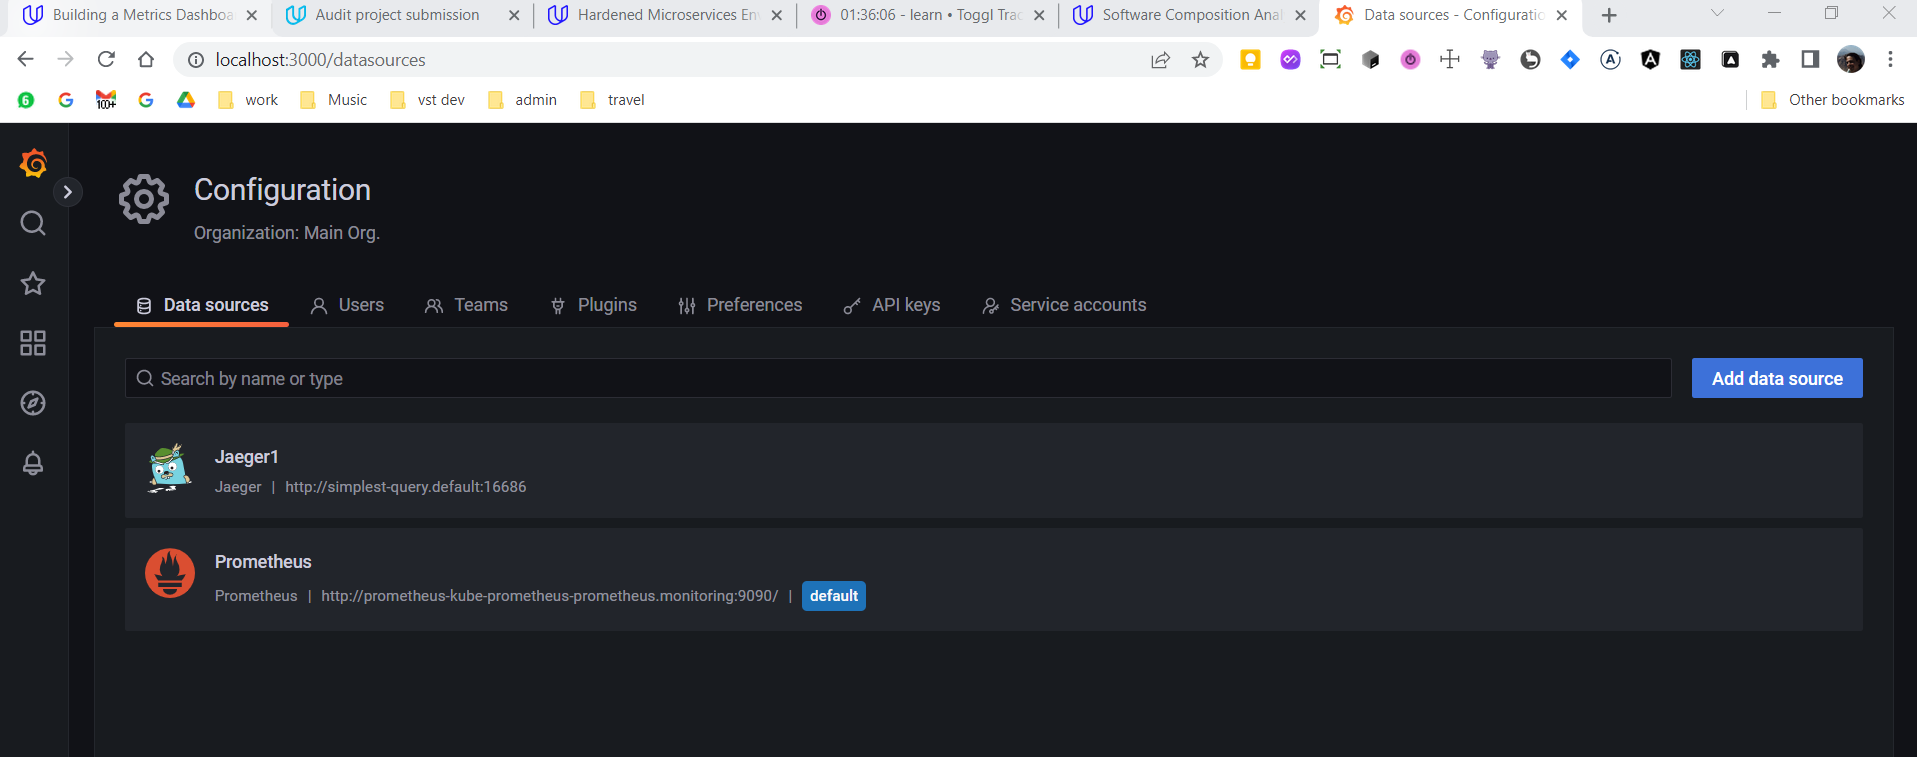 Building a Metrics Dashboa
Audit project submission
Hardened Microservices Env
01:36:06 - learn • Toggl Trac
Software Composition Anal
Data sources - Configuratio
localhost:3000/datasources
6
100+
work
Music
vst dev
admin
travel
Other bookmarks
Configuration
Organization: Main Org.
Data sources
Users
Teams
Plugins
Preferences
API keys
Service accounts
Search by name or type
Add data source
Jaeger1
Jaeger | http://simplest-query.default:16686
Prometheus
Prometheus | http://prometheus-kube-prometheus-prometheus.monitoring:9090/ | default